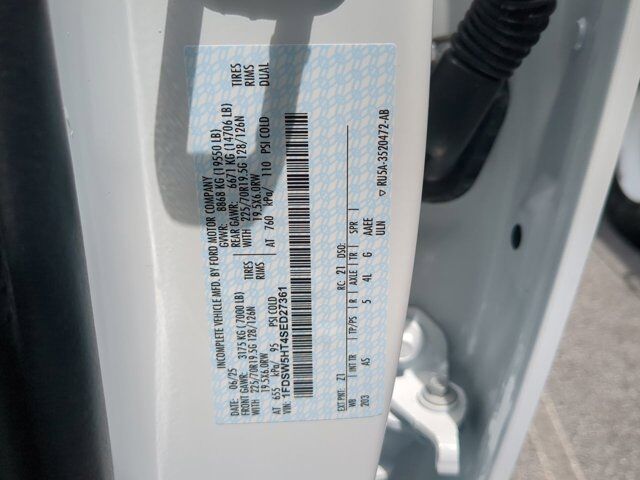 INCOMPLETE VEHICLE MFD. BY FORD MOTOR COMPANY
DATE: 06/25 GVWR: 8868 KG (19550 LB)
FRONT GAWR: 3175 KG (7000 LB) REAR GAWR: 6671 KG (14706 LB)
WITH 225/70R19.5G 128/126N TIRES WITH 225/70R19.5G 128/126N TIRES
19.5X6.0RW RIMS 19.5X6.0RW RIMS
AT 655 kPa/ 95 PSI COLD AT 760 kPa/ 110 PSI COLD DUAL
VIN: 1FDSW5HT4SED27361
EXT PNT: Z1 RC: 21 DSO:
WB INT TR TP/PS R AXLE TR SPR
203 AS 5 4L G AAEE
ULN
RU5A-3520472-AB